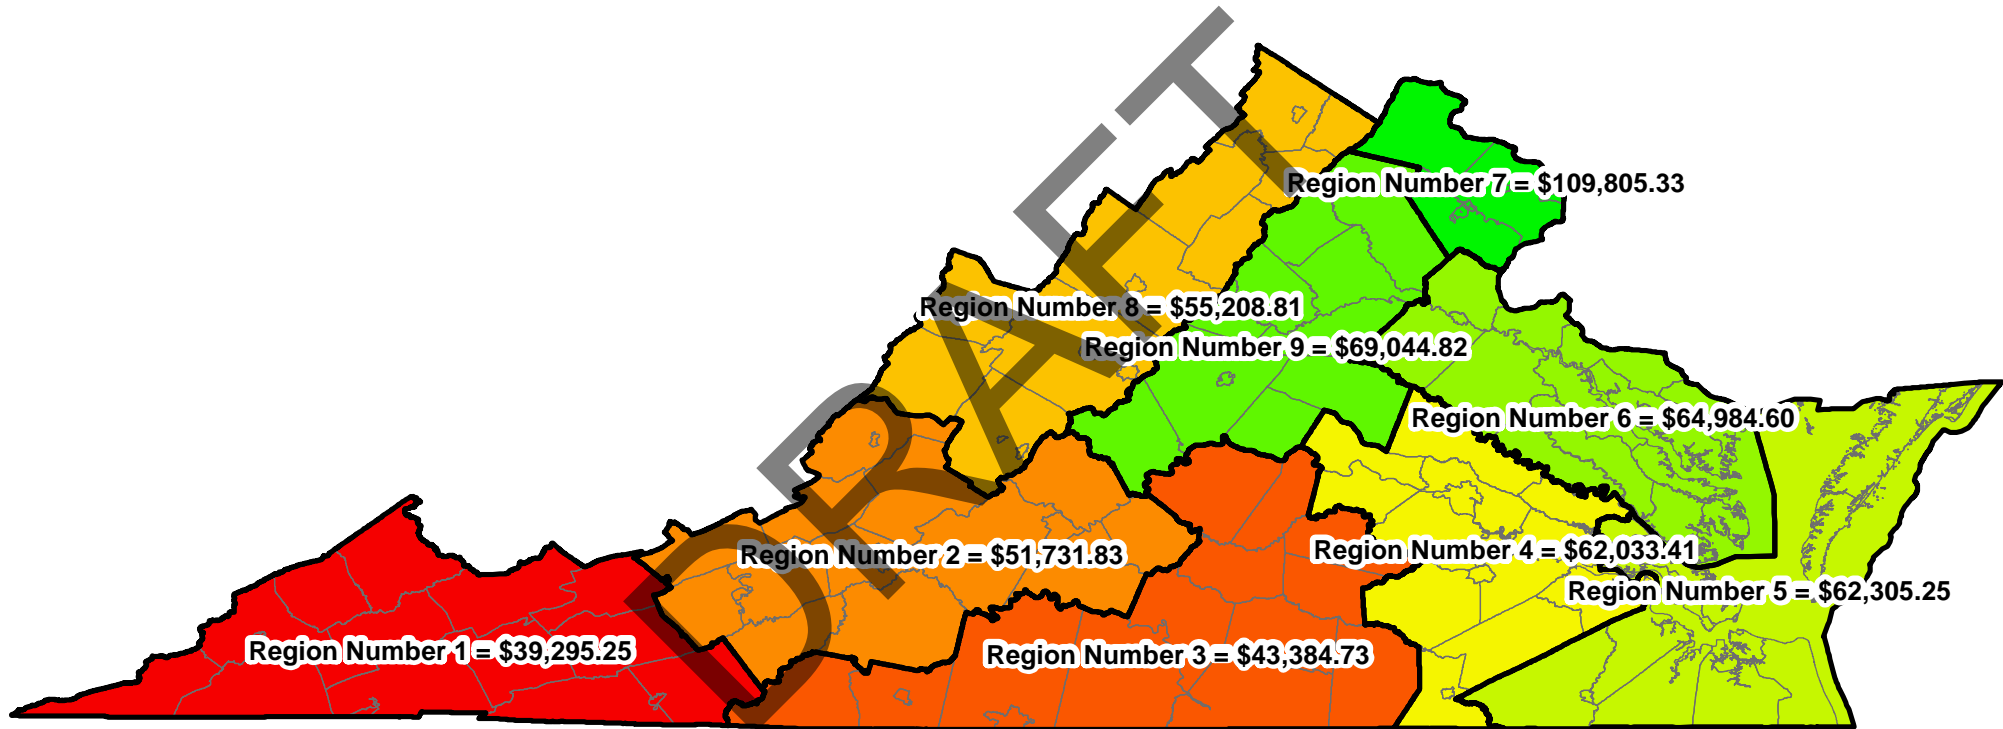 DRAFT
Region Number 7 = $109,805.33
Region Number 8 = $55,208.81
Region Number 9 = $69,044.82
Region Number 6 = $64,984.60
Region Number 4 = $62,033.41
Region Number 2 = $51,731.83
Region Number 5 = $62,305.25
Region Number 1 = $39,295.25
Region Number 3 = $43,384.73